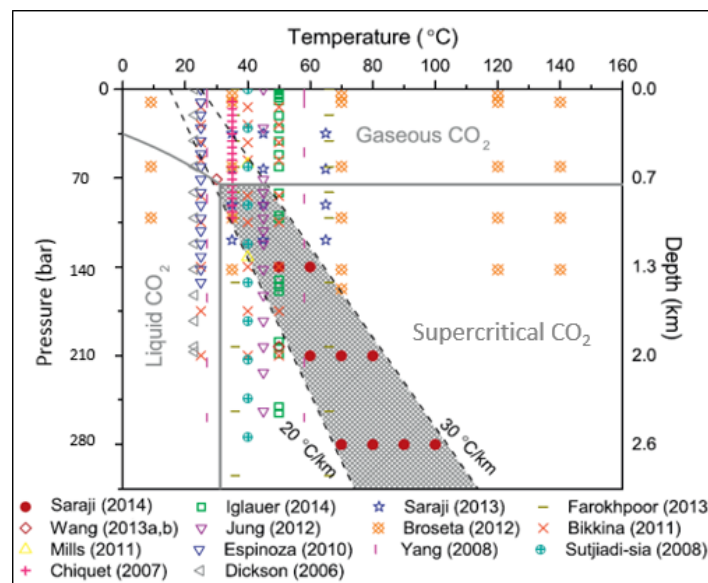 Temperature (°C)
0 20 40 60 80 100 120 140 160
0 0.0
Gaseous CO2
70 0.7
Pressure (bar)
Depth (km)
140 1.3
Liquid CO2
Supercritical CO2
210 2.0
280 2.6
20 °C/km
30 °C/km
Saraji (2014) Iglauer (2014) Saraji (2013) Farokhpoor (2013
Wang (2013a,b) Jung (2012) Broseta (2012) Bikkina (2011)
Mills (2011) Espinoza (2010) Yang (2008) Sutjiadi-sia (2008)
Chiquet (2007) Dickson (2006)